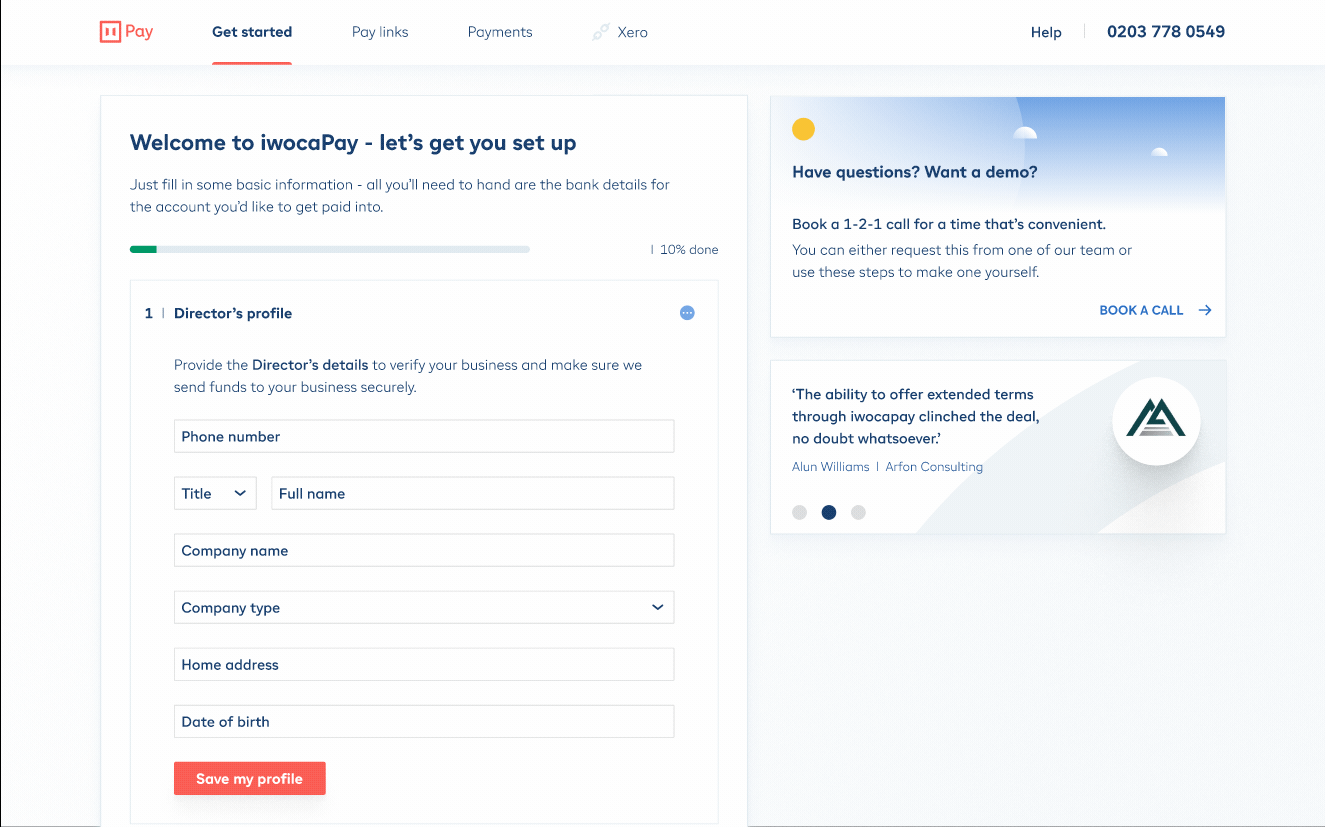 Pay
Get started
Pay links
Payments
Xero
Help
0203 778 0549
Welcome to iwocaPay - let’s get you set up
Just fill in some basic information - all you’ll need to hand are the bank details for
the account you’d like to get paid into.
| 10% done
1 | Director’s profile
Provide the Director’s details to verify your business and make sure we
send funds to your business securely.
Phone number
Title
Full name
Company name
Company type
Home address
Date of birth
Save my profile
Have questions? Want a demo?
Book a 1-2-1 call for a time that’s convenient.
You can either request this from one of our team or
use these steps to make one yourself.
BOOK A CALL
‘The ability to offer extended terms
through iwocapay clinched the deal,
no doubt whatsoever.’
Alun Williams | Arfon Consulting